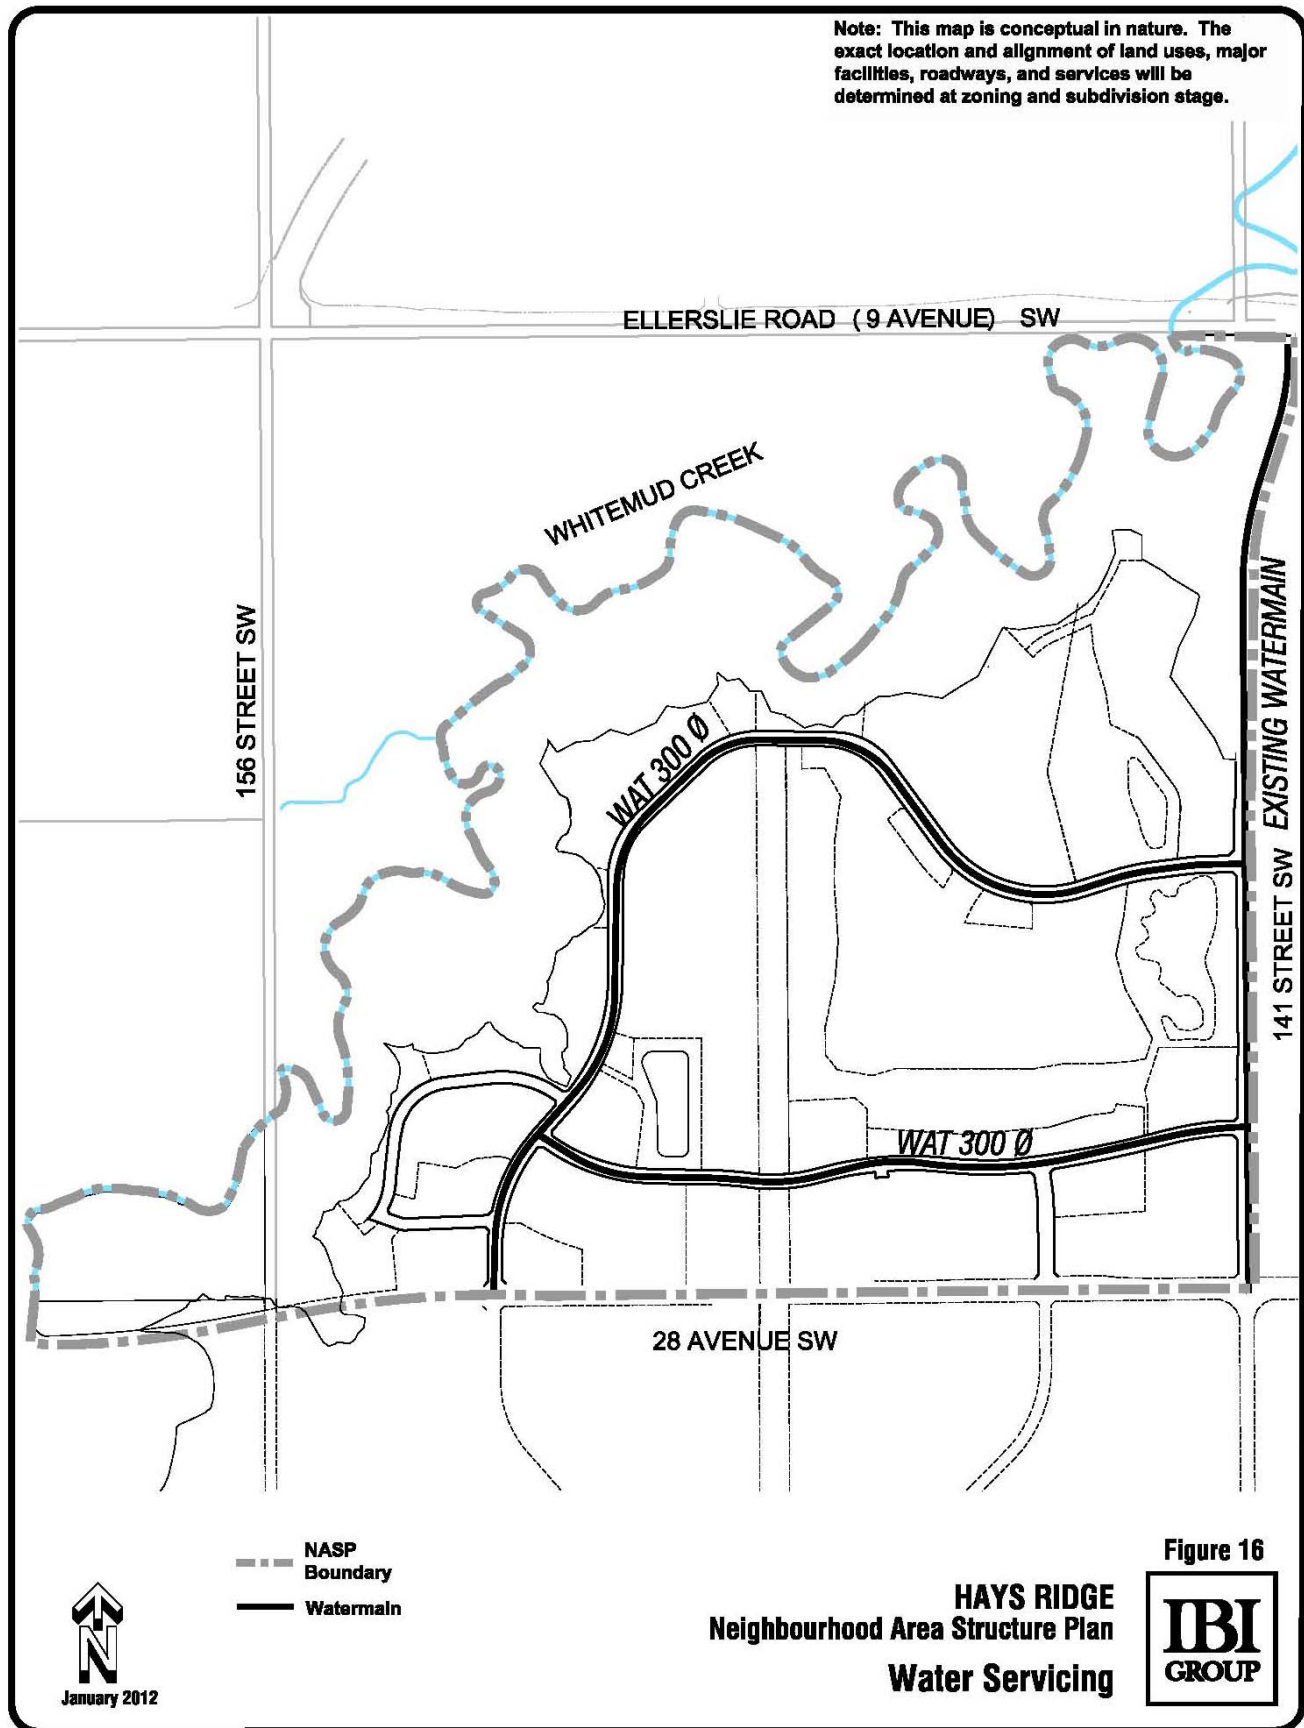 Note: This map is conceptual in nature. The
exact location and alignment of land uses, major
facilities, roadways, and services will be
determined at zoning and subdivision stage.
ELLERSLIE ROAD ( 9 AVENUE) SW
WHITEMUD CREEK
156 STREET SW
WAT 300 Ø
EXISTING WATERMAIN
141 STREET SW
WAT 300 Ø
28 AVENUE SW
NASP
Boundary
Watermain
N
January 2012
Figure 16
HAYS RIDGE
Neighbourhood Area Structure Plan
Water Servicing
IBI
GROUP